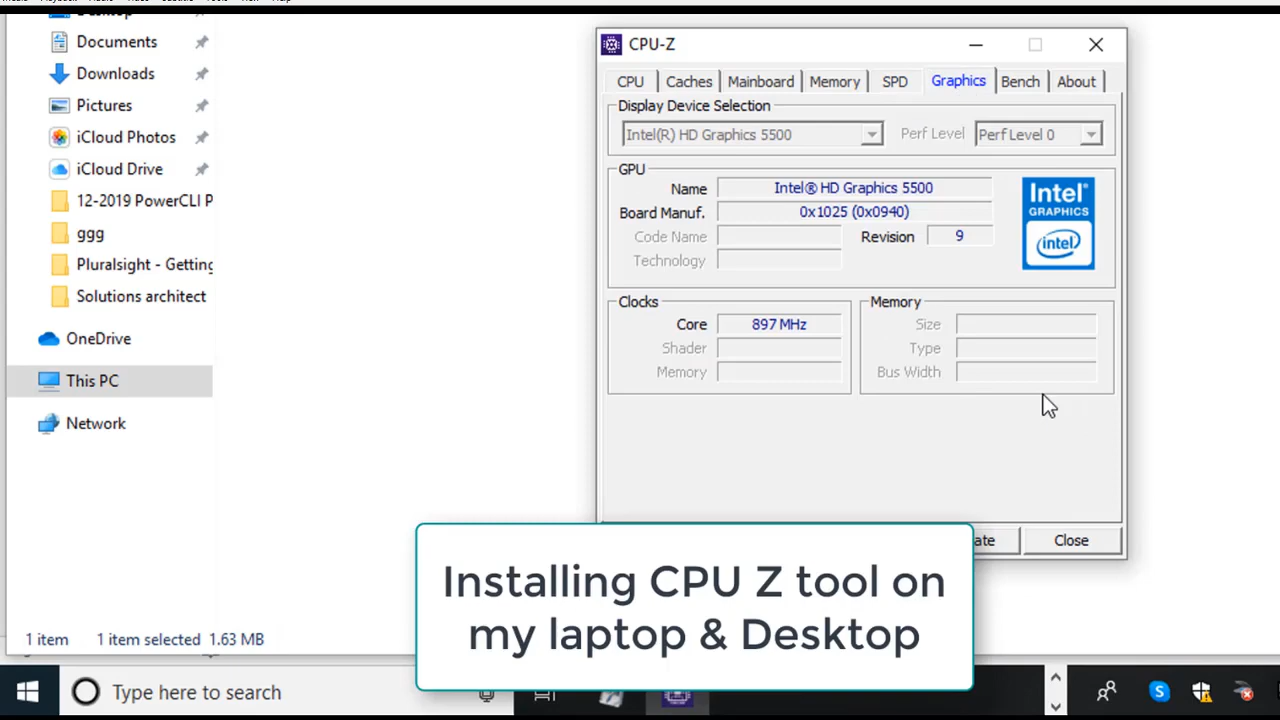 Desktop
Documents
Downloads
Pictures
iCloud Photos
iCloud Drive
12-2019 PowerCLI P
ggg
Pluralsight - Getting
Solutions architect
OneDrive
This PC
Network
1 item 1 item selected 1.63 MB
CPU-Z
CPU Caches Mainboard Memory SPD Graphics Bench About
Display Device Selection
Intel(R) HD Graphics 5500 Perf Level Perf Level 0
GPU
Name Intel® HD Graphics 5500
Board Manuf. 0x1025 (0x0940)
Code Name Revision 9
Technology
intel®
GRAPHICS
intel
Clocks
Core 897 MHz
Shader
Memory
Memory
Size
Type
Bus Width
ate Close
Installing CPU Z tool on
my laptop & Desktop
Type here to search